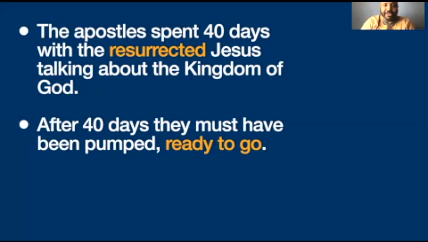 • The apostles spent 40 days
with the resurrected Jesus
talking about the Kingdom of
God.
• After 40 days they must have
been pumped, ready to go.